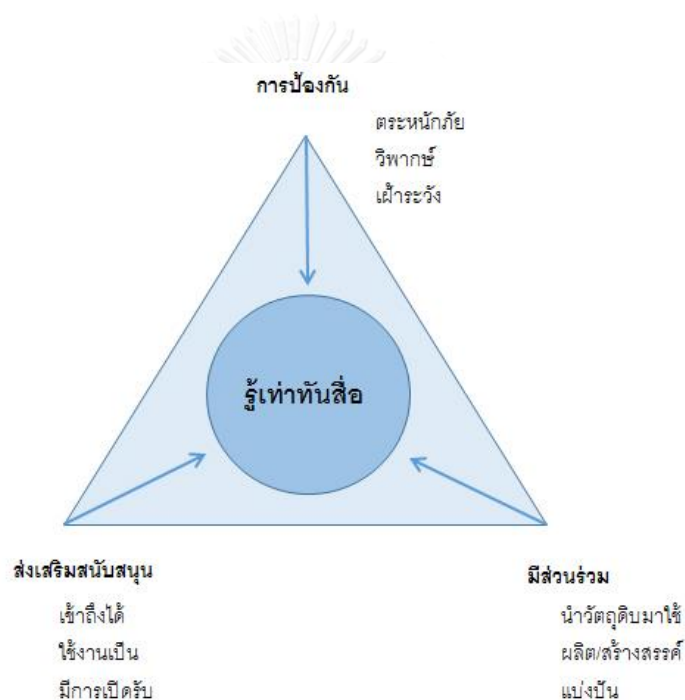 การป้องกัน
ตระหนักภัย
วิพากษ์
เฝ้าระวัง
รู้เท่าทันสื่อ
ส่งเสริมสนับสนุน
เข้าถึงได้
ใช้งานเป็น
มีการเปิดรับ
มีส่วนร่วม
นำวัตถุดิบมาใช้
ผลิต/สร้างสรรค์
แบ่งปัน